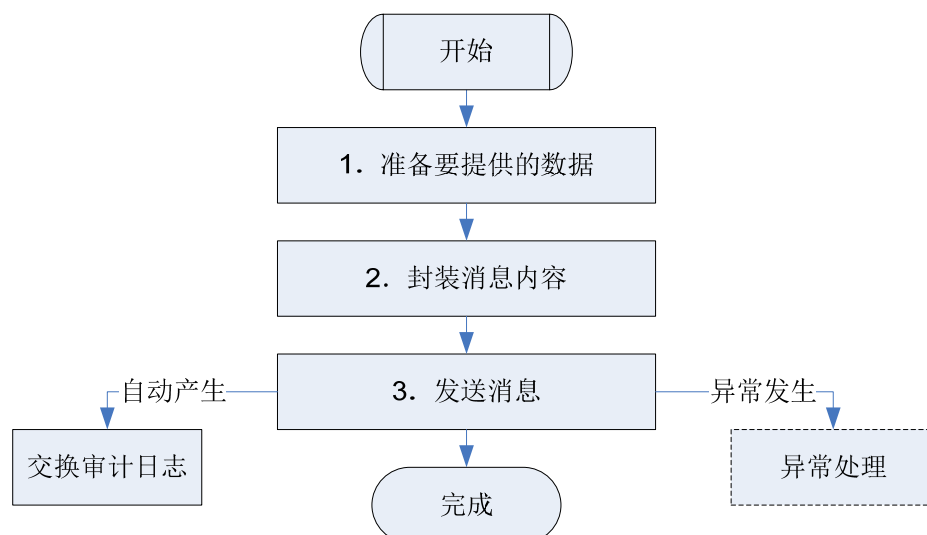 开始
1. 准备要提供的数据
2. 封装消息内容
自动产生
3. 发送消息
异常发生
交换审计日志
异常处理
完成